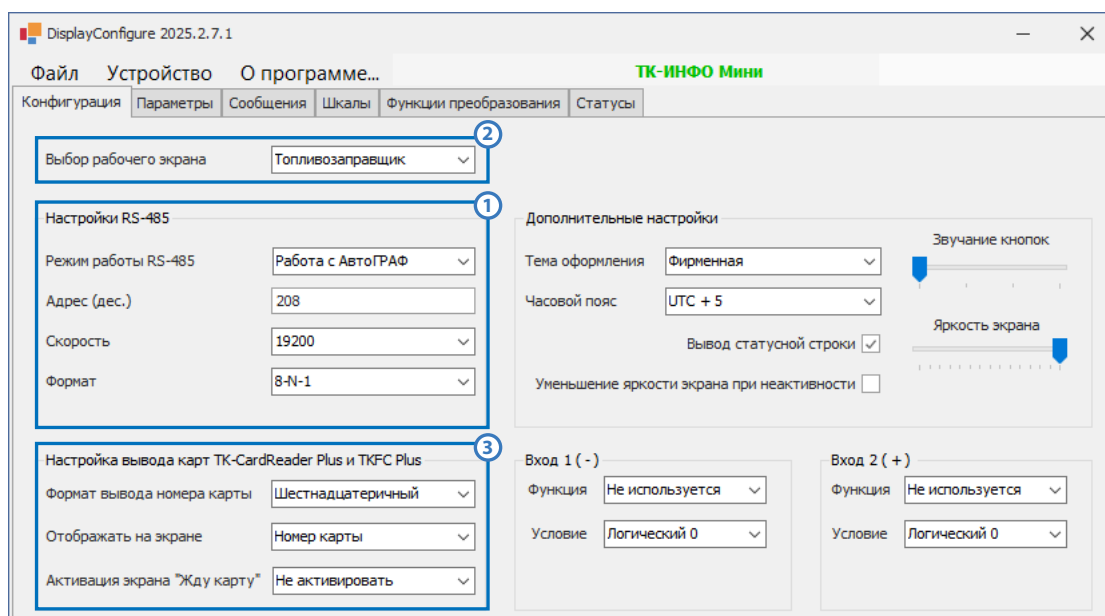 DisplayConfigure 2025.2.7.1
Файл Устройство О программе... ТК-ИНФО Мини
Конфигурация Параметры Сообщения Шкалы Функции преобразования Статусы
2
Выбор рабочего экрана Топливозаправщик
1
Настройки RS-485
Режим работы RS-485 Работа с АвтоГРАФ
Адрес (дес.) 208
Скорость 19200
Формат 8-N-1
Дополнительные настройки
Тема оформления Фирменная
Часовой пояс UTC + 5
Вывод статусной строки
Уменьшение яркости экрана при неактивности
Звучание кнопок
Яркость экрана
3
Настройка вывода карт TK-CardReader Plus и TKFC Plus
Формат вывода номера карты Шестнадцатеричный
Отображать на экране Номер карты
Активация экрана "Жду карту" Не активировать
Вход 1 ( - )
Функция Не используется
Условие Логический 0
Вход 2 ( + )
Функция Не используется
Условие Логический 0